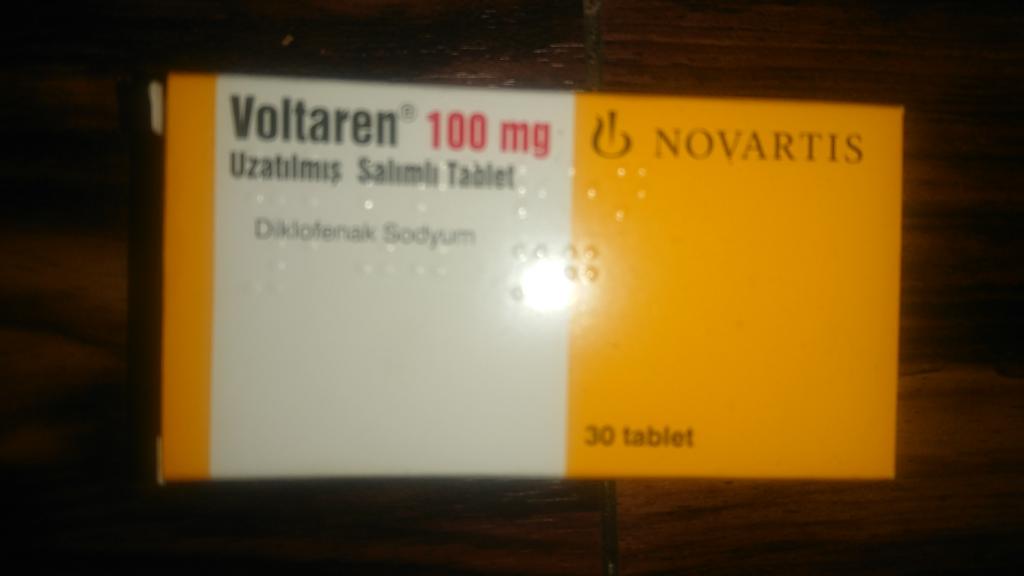 Voltaren® 100 mg
Uzatılmış Salımlı Tablet
Diklofenak Sodyum
NOVARTIS
30 tablet